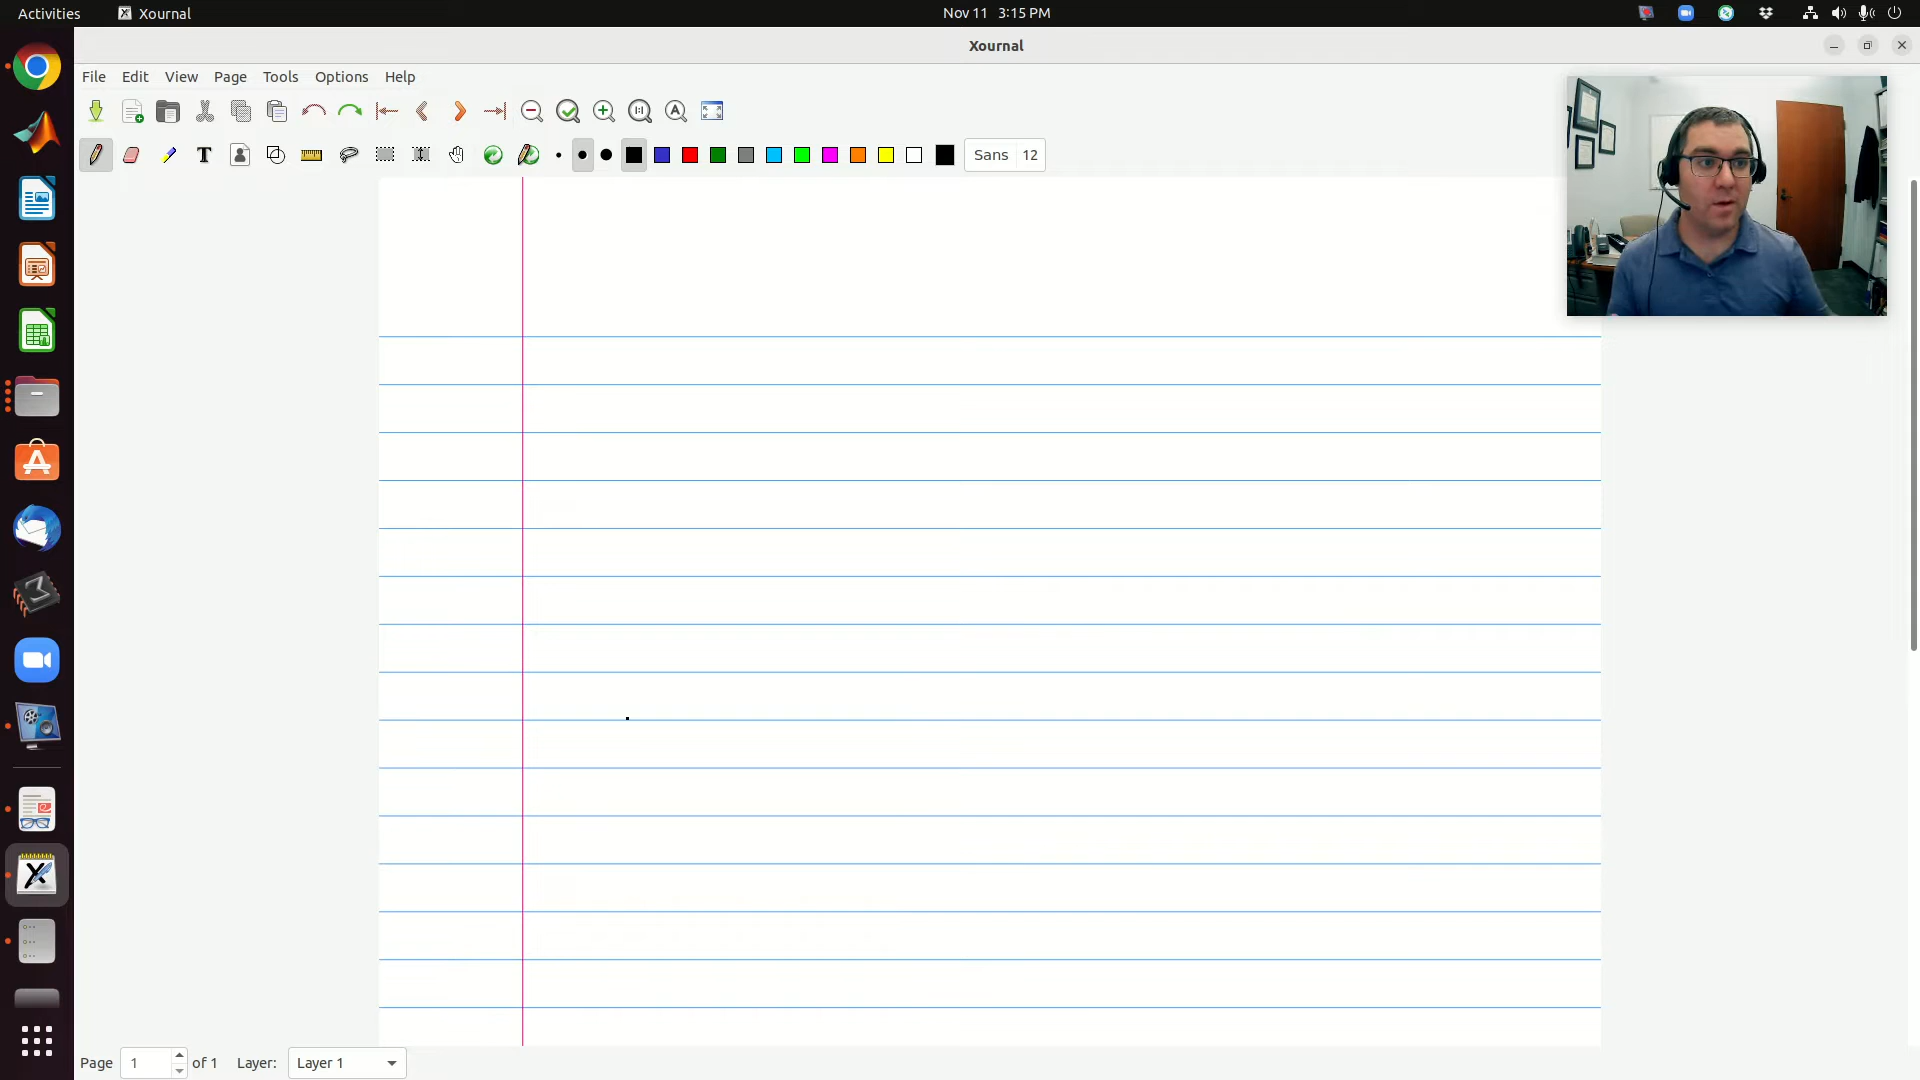 Activities Xournal Nov 11 3:15 PM
Xournal
File Edit View Page Tools Options Help
Sans 12
Page 1 of 1 Layer: Layer 1